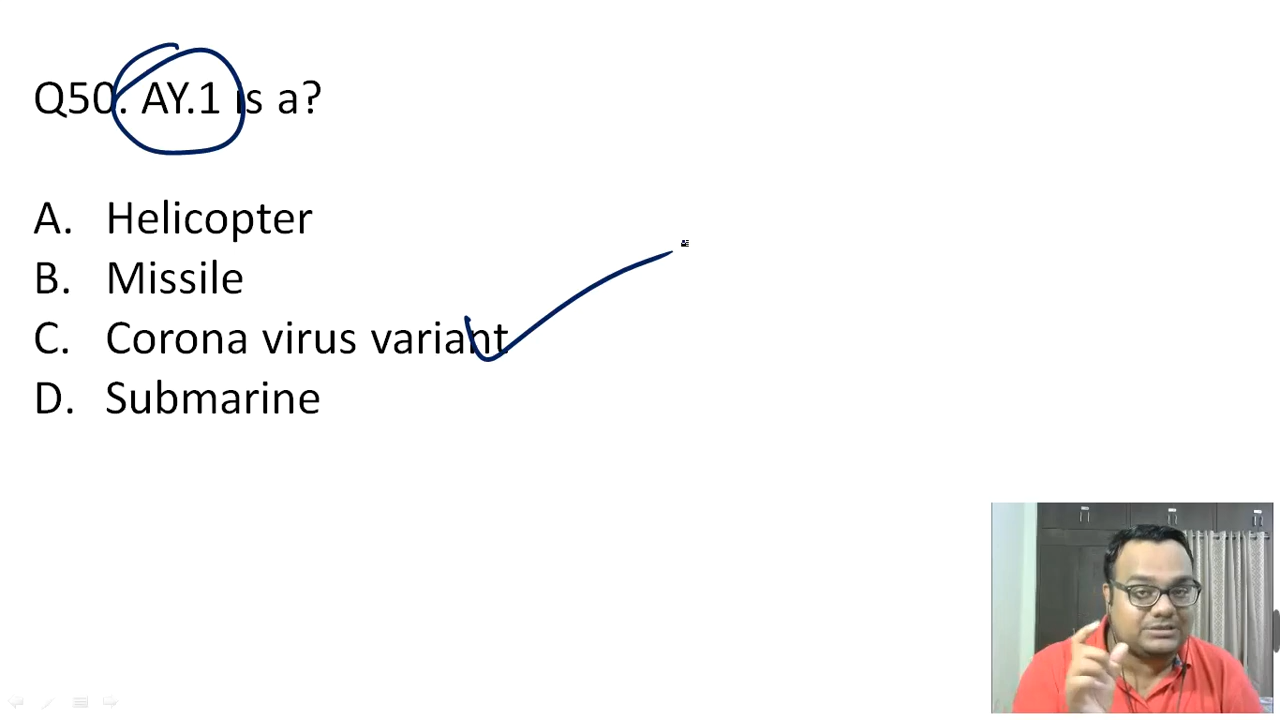 Q50. AY.1 is a?
A. Helicopter
B. Missile
C. Corona virus variant
D. Submarine